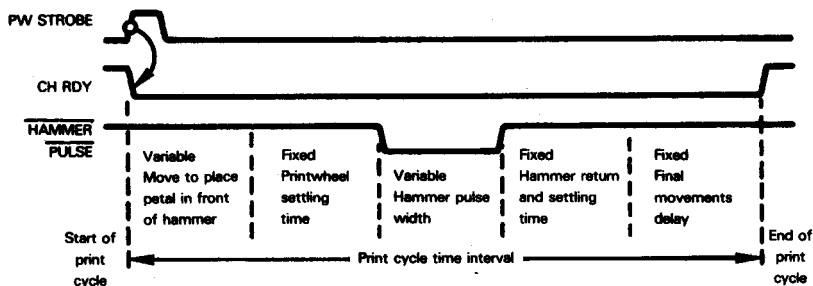 PW STROBE
CH RDY
HAMMER
PULSE
Variable
Move to place
petal in front
of hammer
Fixed
Printwheel
settling
time
Variable
Hammer pulse
width
Fixed
Hammer return
and settling
time
Fixed
Final
movements
delay
Start of
print
cycle
Print cycle time interval
End of
print
cycle